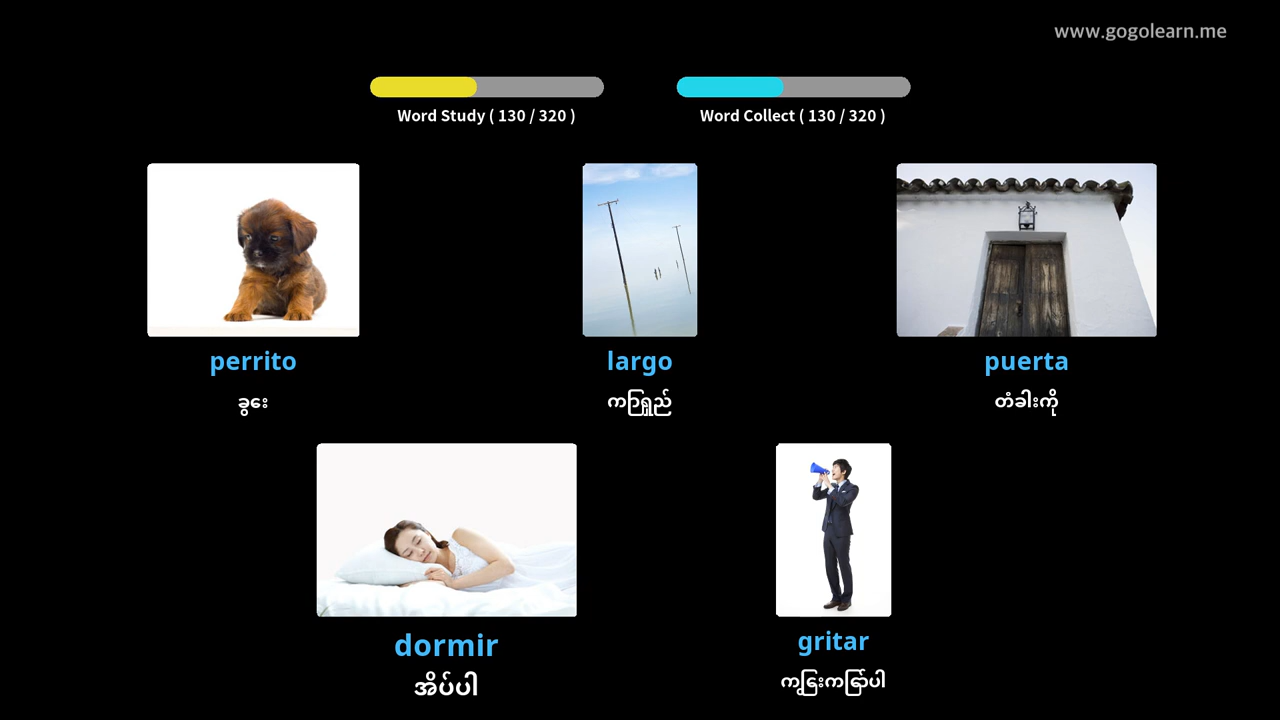 www.gogolearn.me
Word Study ( 130 / 320 )
Word Collect ( 130 / 320 )
perrito
largo
puerta
ခွေး
ကြာရှည်
တံခါးကို
dormir
gritar
အိပ်ပါ
ကြွေးကြော်ပါ